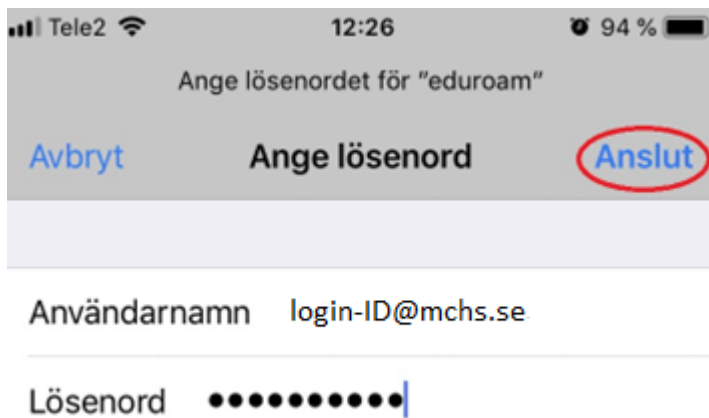 Tele2 12:26 94 %
Ange lösenordet för "eduroam"
Avbryt Ange lösenord Anslut
Användarnamn login-ID@mchs.se
Lösenord ••••••••••